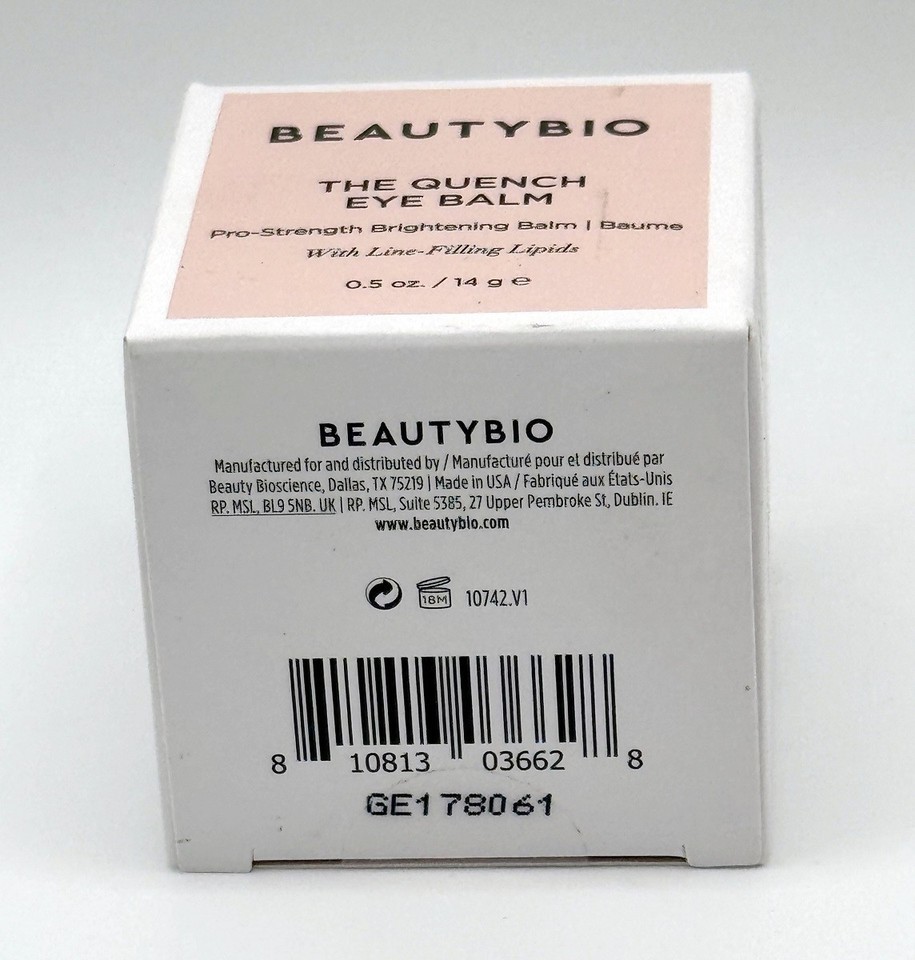 BEAUTYBIO
THE QUENCH
EYE BALM
Pro-Strength Brightening Balm | Baume
With Line-Filling Lipids
0.5 oz. / 14 g ℮
BEAUTYBIO
Manufactured for and distributed by / Manufacturé pour et distribué par
Beauty Bioscience, Dallas, TX 75219 | Made in USA / Fabriqué aux États-Unis
RP. MSL, BL9 5NB. UK | RP. MSL, Suite 5385, 27 Upper Pembroke St, Dublin. IE
www.beautybio.com
18M 10742.V1
8 10813 03662 8
GE178061